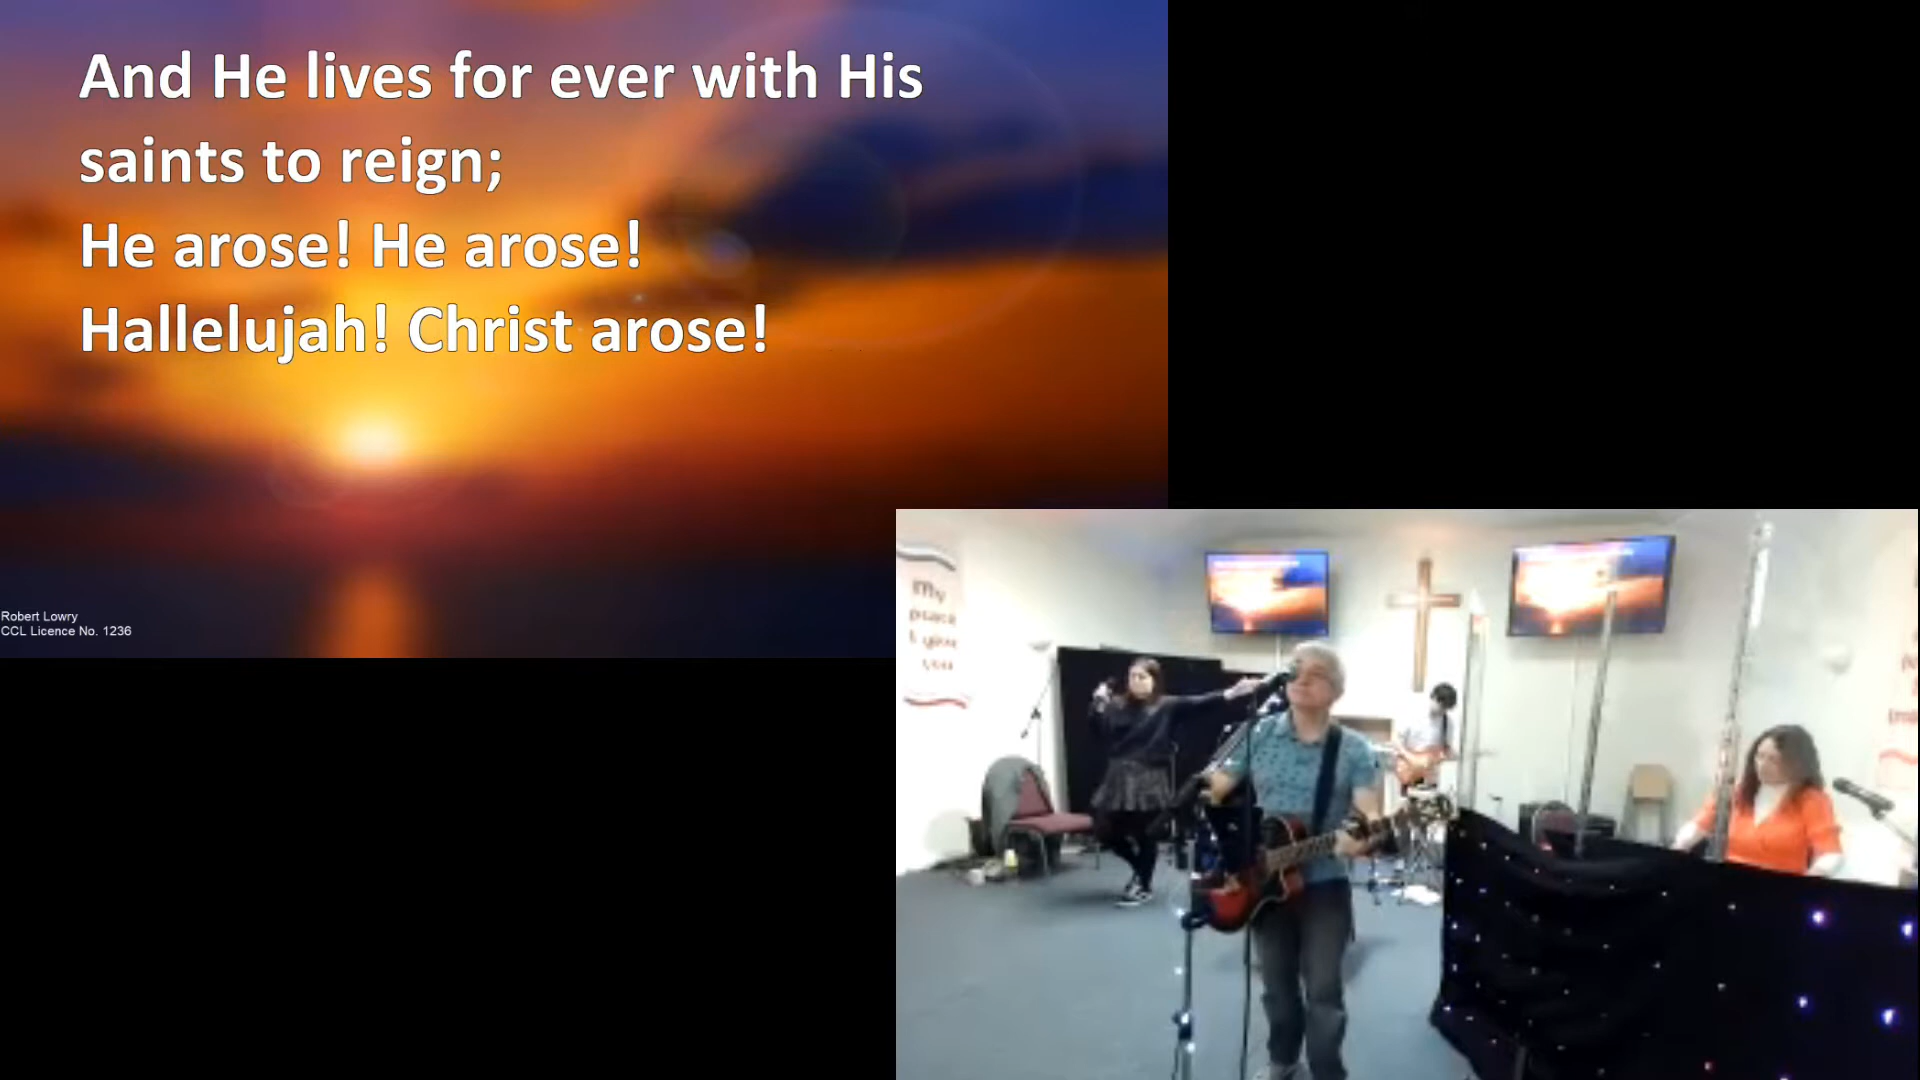 And He lives for ever with His
saints to reign;
He arose! He arose!
Hallelujah! Christ arose!
Robert Lowry
CCL Licence No. 1236
My
peace
I give
you